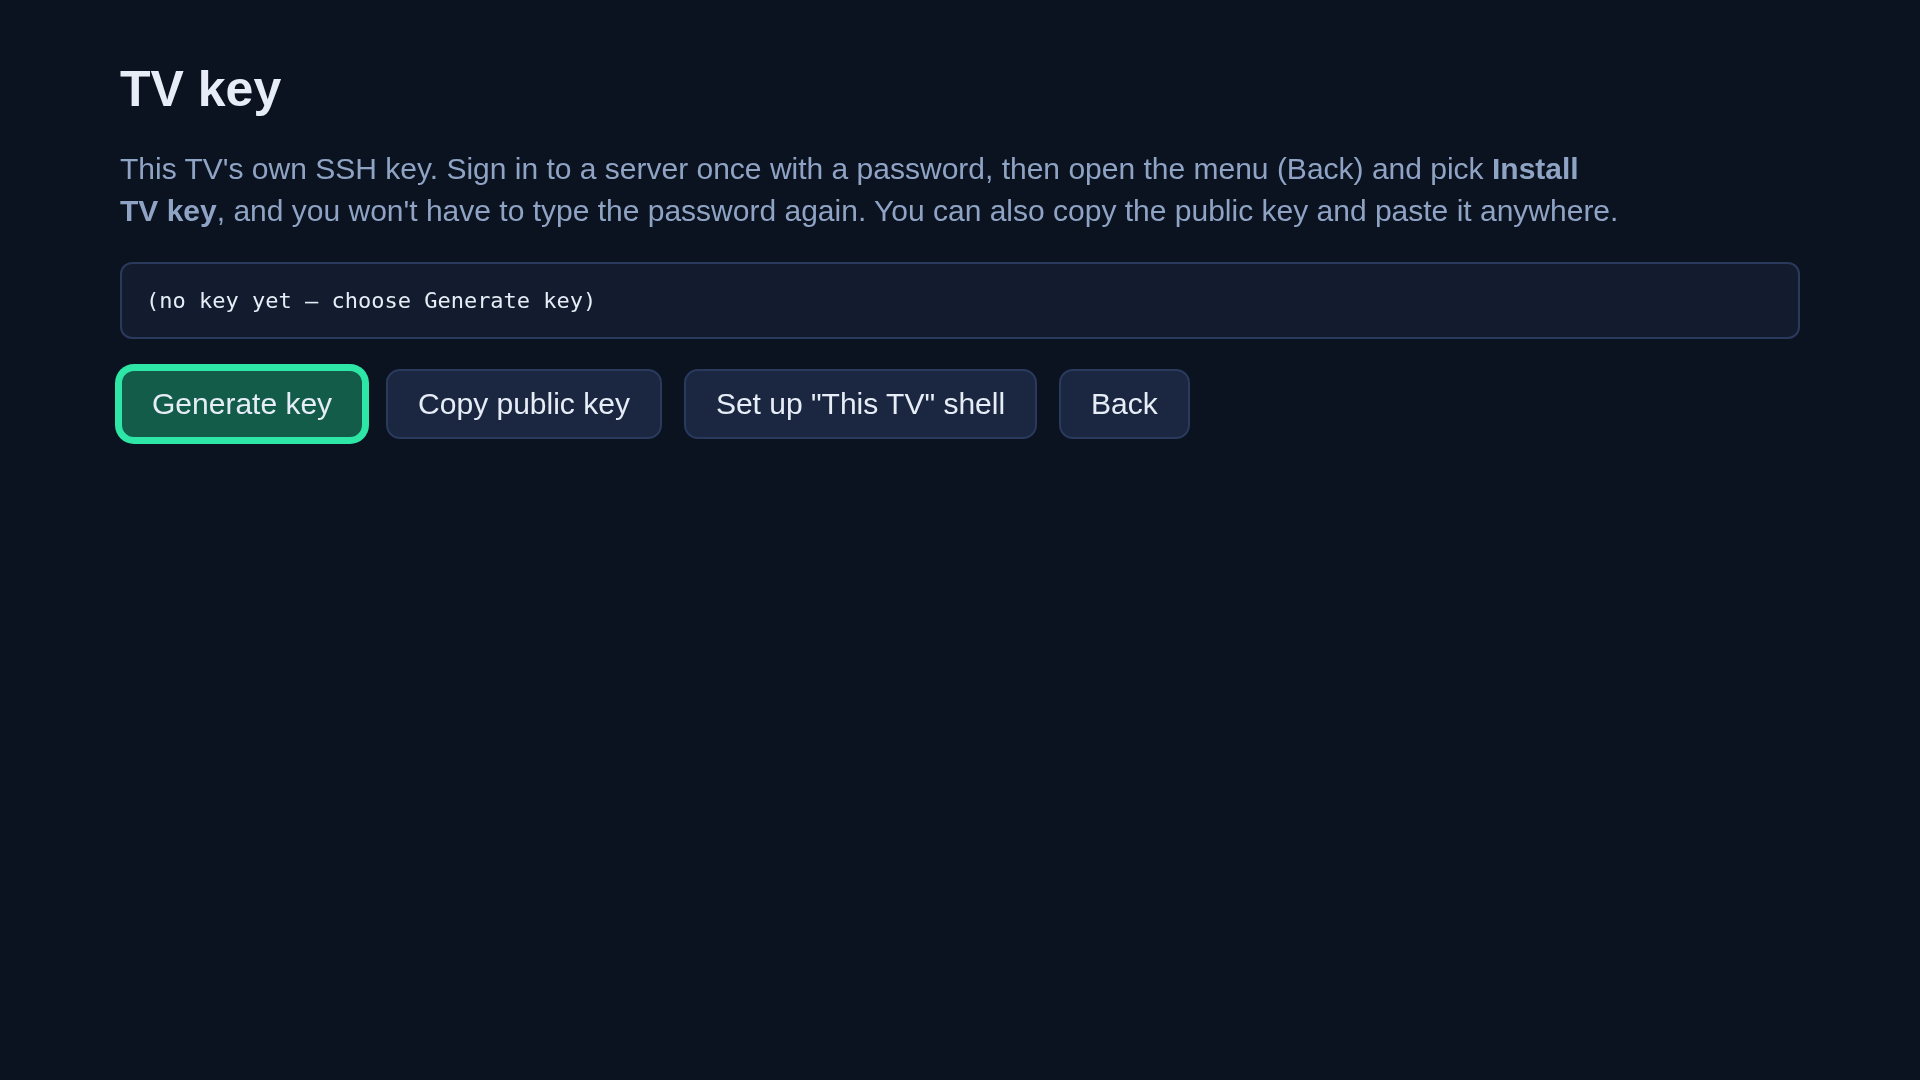 TV key
This TV's own SSH key. Sign in to a server once with a password, then open the menu (Back) and pick Install
TV key, and you won't have to type the password again. You can also copy the public key and paste it anywhere.
(no key yet — choose Generate key)
Generate key
Copy public key
Set up "This TV" shell
Back